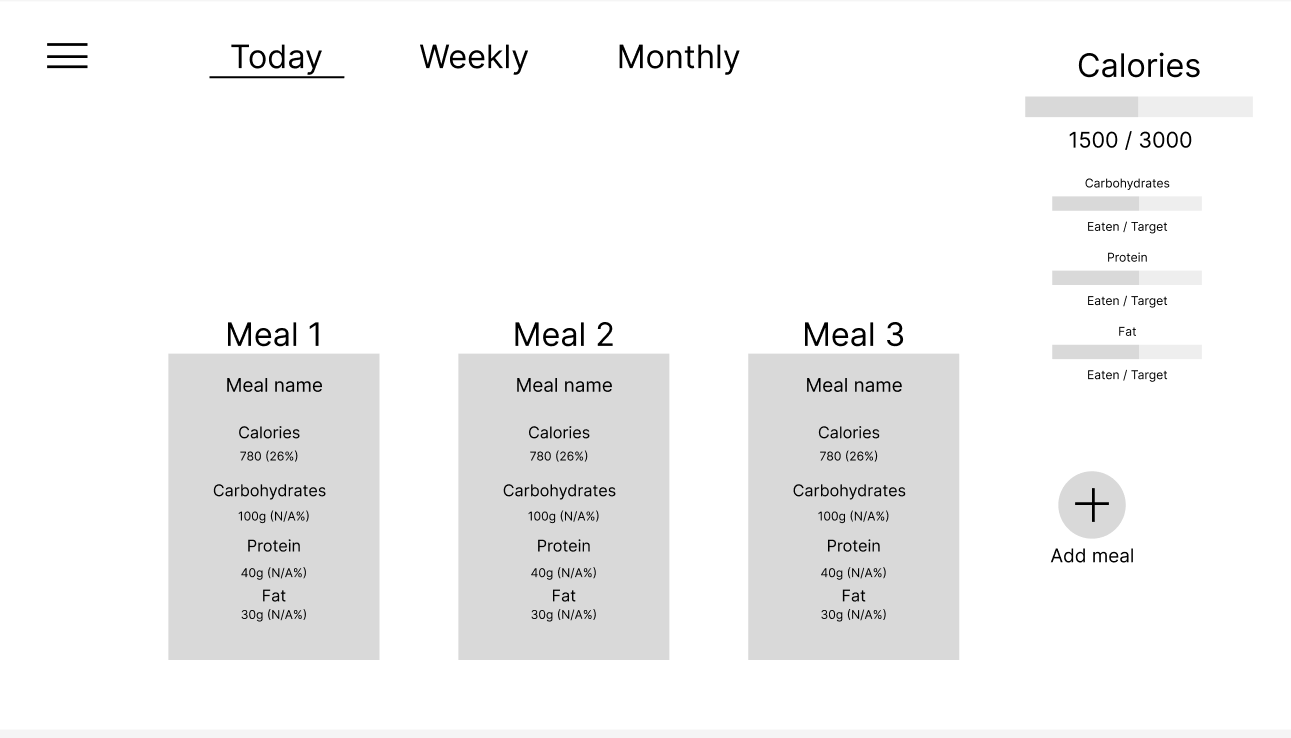 Today
Weekly
Monthly
Calories
1500 / 3000
Carbohydrates
Eaten / Target
Protein
Eaten / Target
Fat
Eaten / Target
Meal 1
Meal name
Calories
780 (26%)
Carbohydrates
100g (N/A%)
Protein
40g (N/A%)
Fat
30g (N/A%)
Meal 2
Meal name
Calories
780 (26%)
Carbohydrates
100g (N/A%)
Protein
40g (N/A%)
Fat
30g (N/A%)
Meal 3
Meal name
Calories
780 (26%)
Carbohydrates
100g (N/A%)
Protein
40g (N/A%)
Fat
30g (N/A%)
Add meal